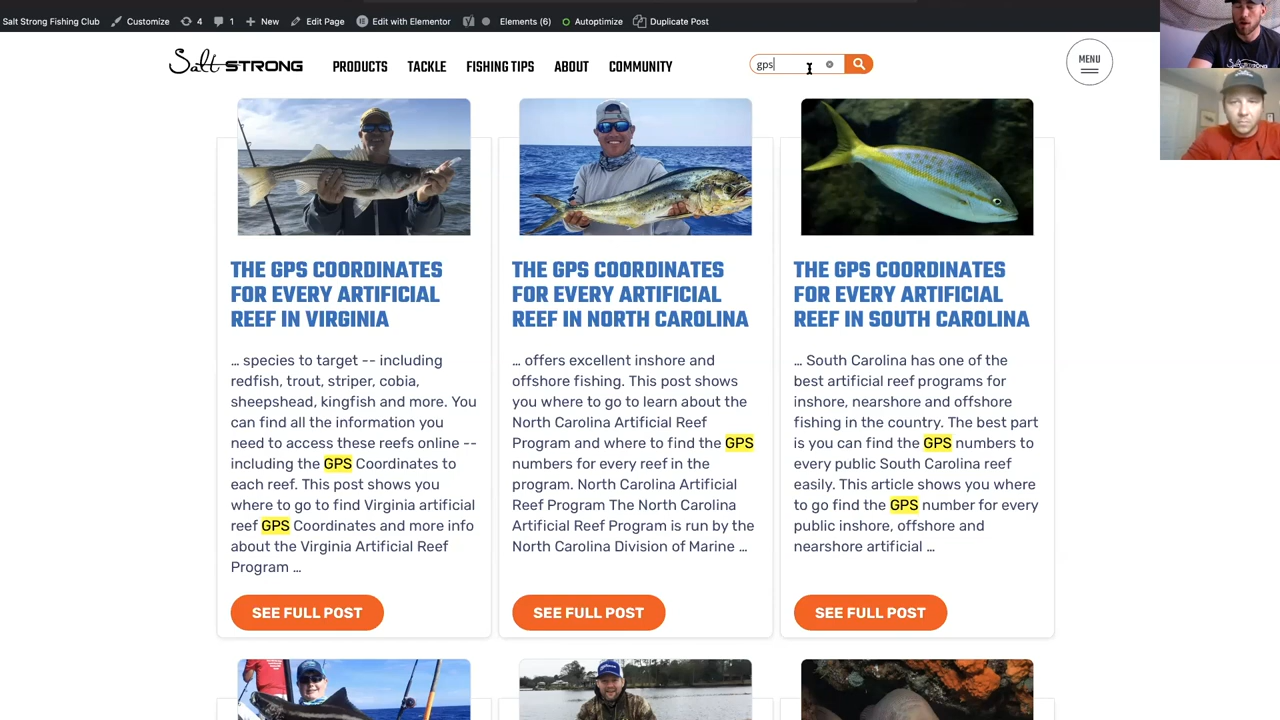 Salt Strong Fishing Club Customize 4 1 New Edit Page Edit with Elementor Elements (6) Autoptimize Duplicate Post
Salt STRONG PRODUCTS TACKLE FISHING TIPS ABOUT COMMUNITY gps MENU
THE GPS COORDINATES
FOR EVERY ARTIFICIAL
REEF IN VIRGINIA
... species to target -- including
redfish, trout, striper, cobia,
sheepshead, kingfish and more. You
can find all the information you
need to access these reefs online --
including the GPS Coordinates to
each reef. This post shows you
where to go to find Virginia artificial
reef GPS Coordinates and more info
about the Virginia Artificial Reef
Program ...
SEE FULL POST
THE GPS COORDINATES
FOR EVERY ARTIFICIAL
REEF IN NORTH CAROLINA
... offers excellent inshore and
offshore fishing. This post shows
you where to go to learn about the
North Carolina Artificial Reef
Program and where to find the GPS
numbers for every reef in the
program. North Carolina Artificial
Reef Program The North Carolina
Artificial Reef Program is run by the
North Carolina Division of Marine ...
SEE FULL POST
THE GPS COORDINATES
FOR EVERY ARTIFICIAL
REEF IN SOUTH CAROLINA
... South Carolina has one of the
best artificial reef programs for
inshore, nearshore and offshore
fishing in the country. The best part
is you can find the GPS numbers to
every public South Carolina reef
easily. This article shows you where
to go find the GPS number for every
public inshore, offshore and
nearshore artificial ...
SEE FULL POST